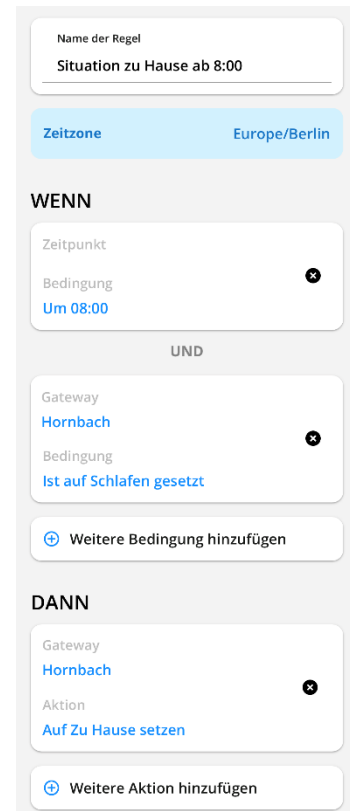 Name der Regel
Situation zu Hause ab 8:00
Zeitzone Europe/Berlin
WENN
Zeitpunkt
Bedingung
Um 08:00
UND
Gateway
Hornbach
Bedingung
Ist auf Schlafen gesetzt
Weitere Bedingung hinzufügen
DANN
Gateway
Hornbach
Aktion
Auf Zu Hause setzen
Weitere Aktion hinzufügen